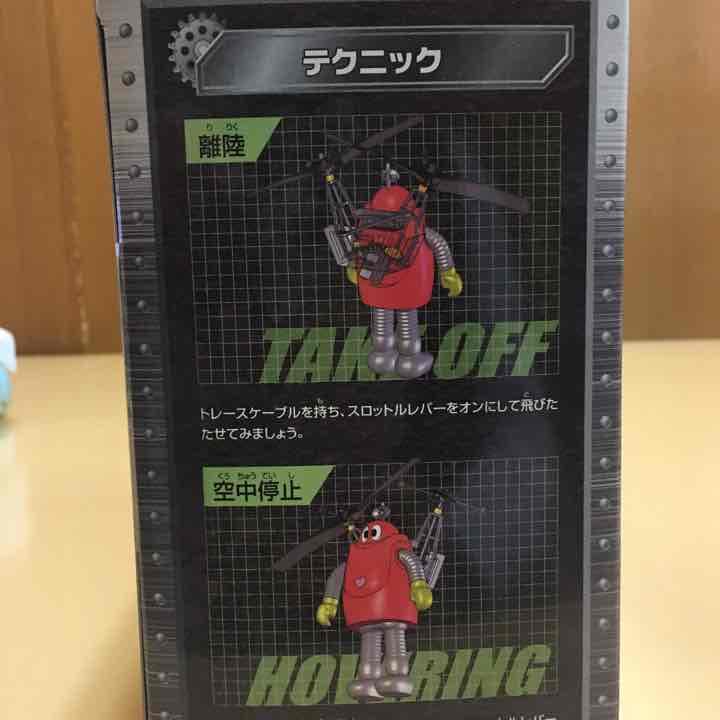 テクニック
り りく
離陸
TAKE OFF
トレースケーブルを持ち、スロットルレバーをオンにして飛びた
たせてみましょう。
くう ちゅう てい し
空中停止
HOVERING